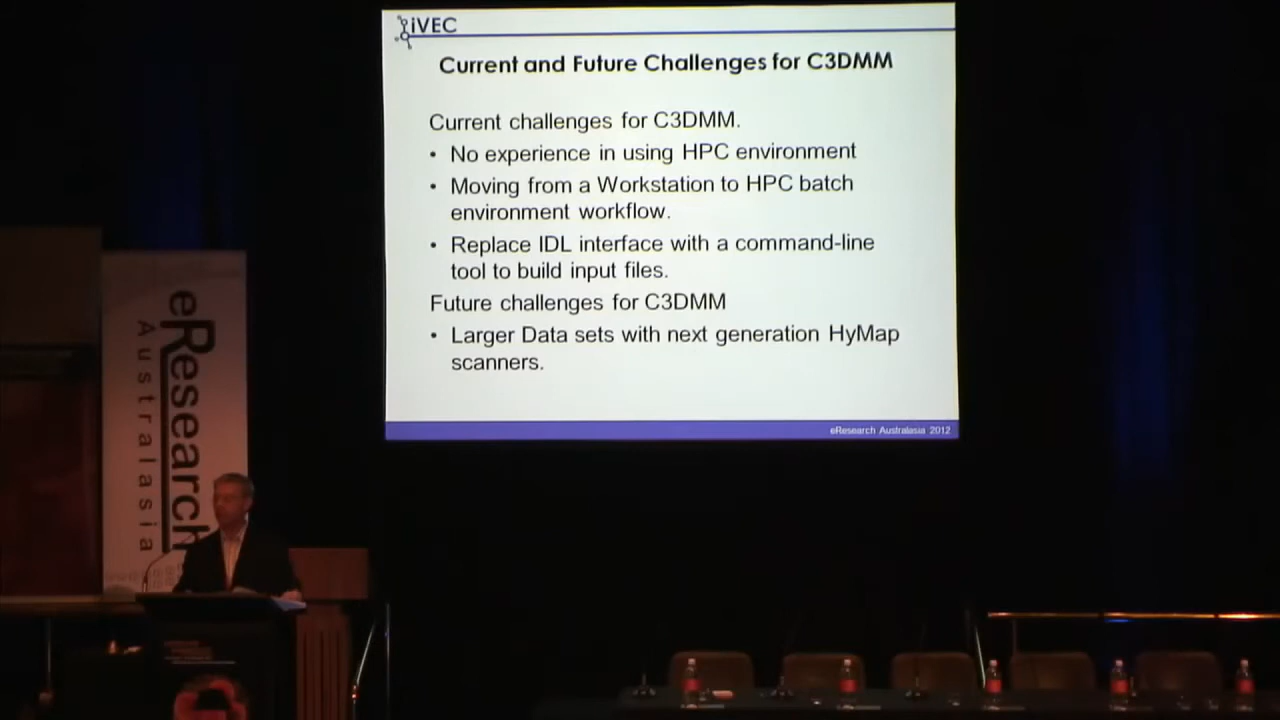 iVEC
Current and Future Challenges for C3DMM
Current challenges for C3DMM.
• No experience in using HPC environment
• Moving from a Workstation to HPC batch
environment workflow.
• Replace IDL interface with a command-line
tool to build input files.
Future challenges for C3DMM
• Larger Data sets with next generation HyMap
scanners.
eResearch Australasia 2012
eResearch
Australasia